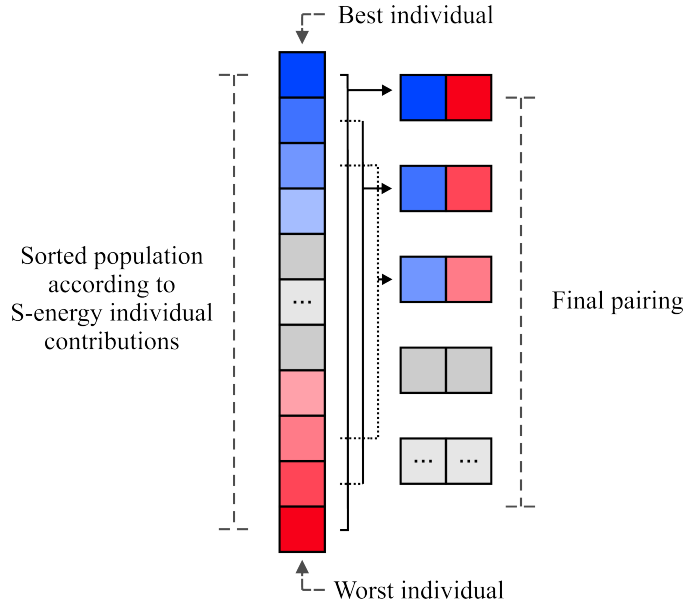 Best individual
Sorted population
according to
S-energy individual
contributions
...
Final pairing
... ...
Worst individual